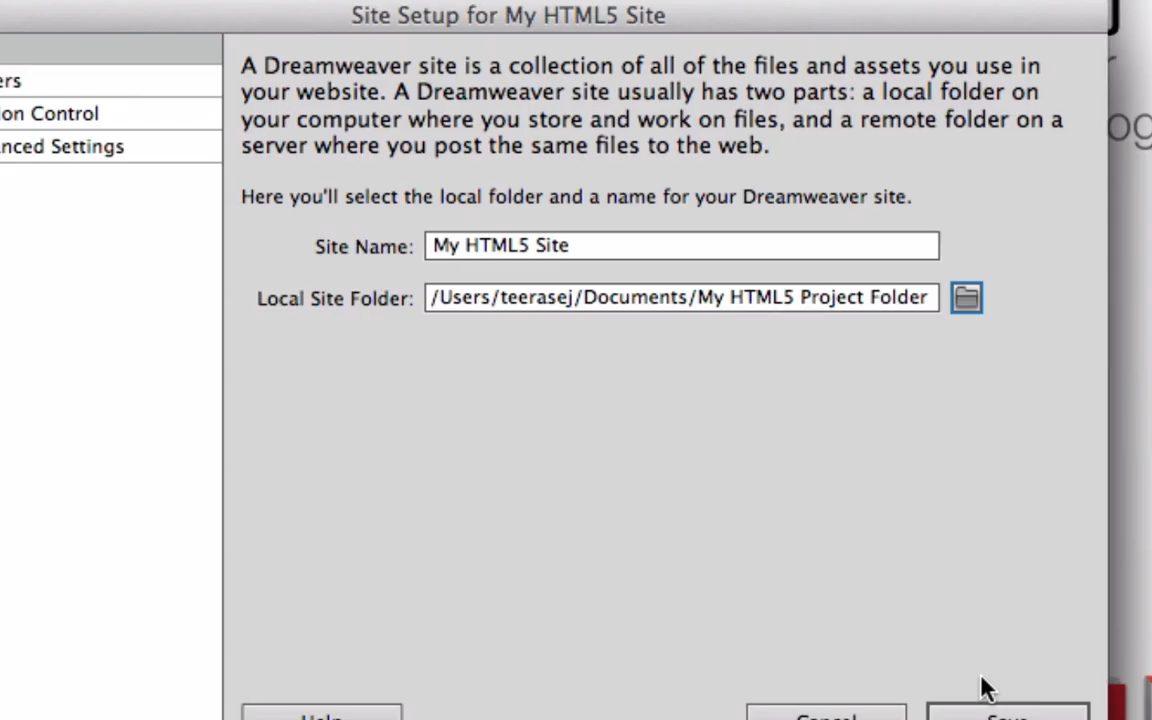 Site Setup for My HTML5 Site
ers
on Control
nced Settings
A Dreamweaver site is a collection of all of the files and assets you use in
your website. A Dreamweaver site usually has two parts: a local folder on
your computer where you store and work on files, and a remote folder on a
server where you post the same files to the web.
Here you'll select the local folder and a name for your Dreamweaver site.
Site Name: My HTML5 Site
Local Site Folder: /Users/teerasej/Documents/My HTML5 Project Folder
og
Help Cancel Save